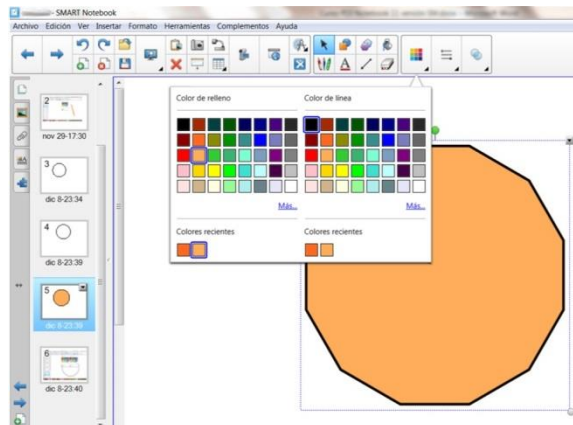 - SMART Notebook
Archivo Edición Ver Insertar Formato Herramientas Complementos Ayuda
Color de relleno
Color de línea
Más...
Más...
Colores recientes
Colores recientes
2
nov 29-17:30
3
dic 8-23:34
4
dic 8-23:39
5
dic 8-23:39
6
dic 8-23:40